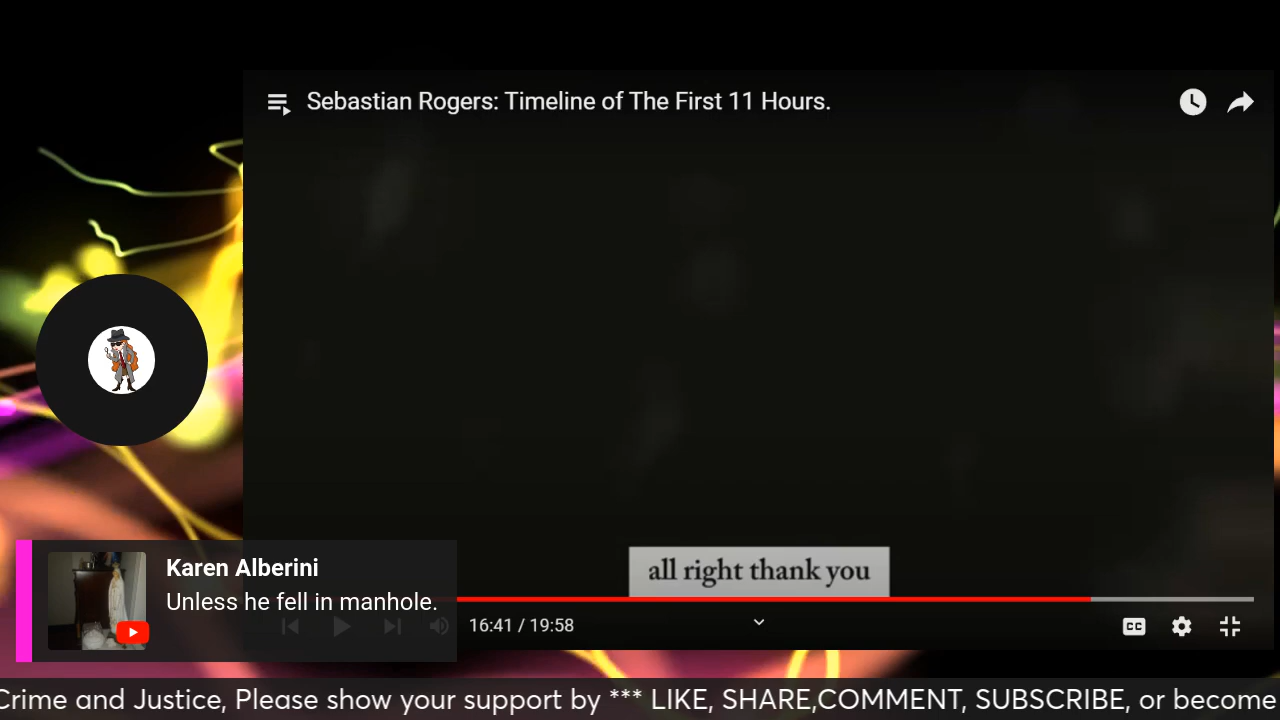 Sebastian Rogers: Timeline of The First 11 Hours.
all right thank you
Karen Alberini
Unless he fell in manhole.
16:41 / 19:58
CC
Crime and Justice, Please show your support by *** LIKE, SHARE,COMMENT, SUBSCRIBE, or become